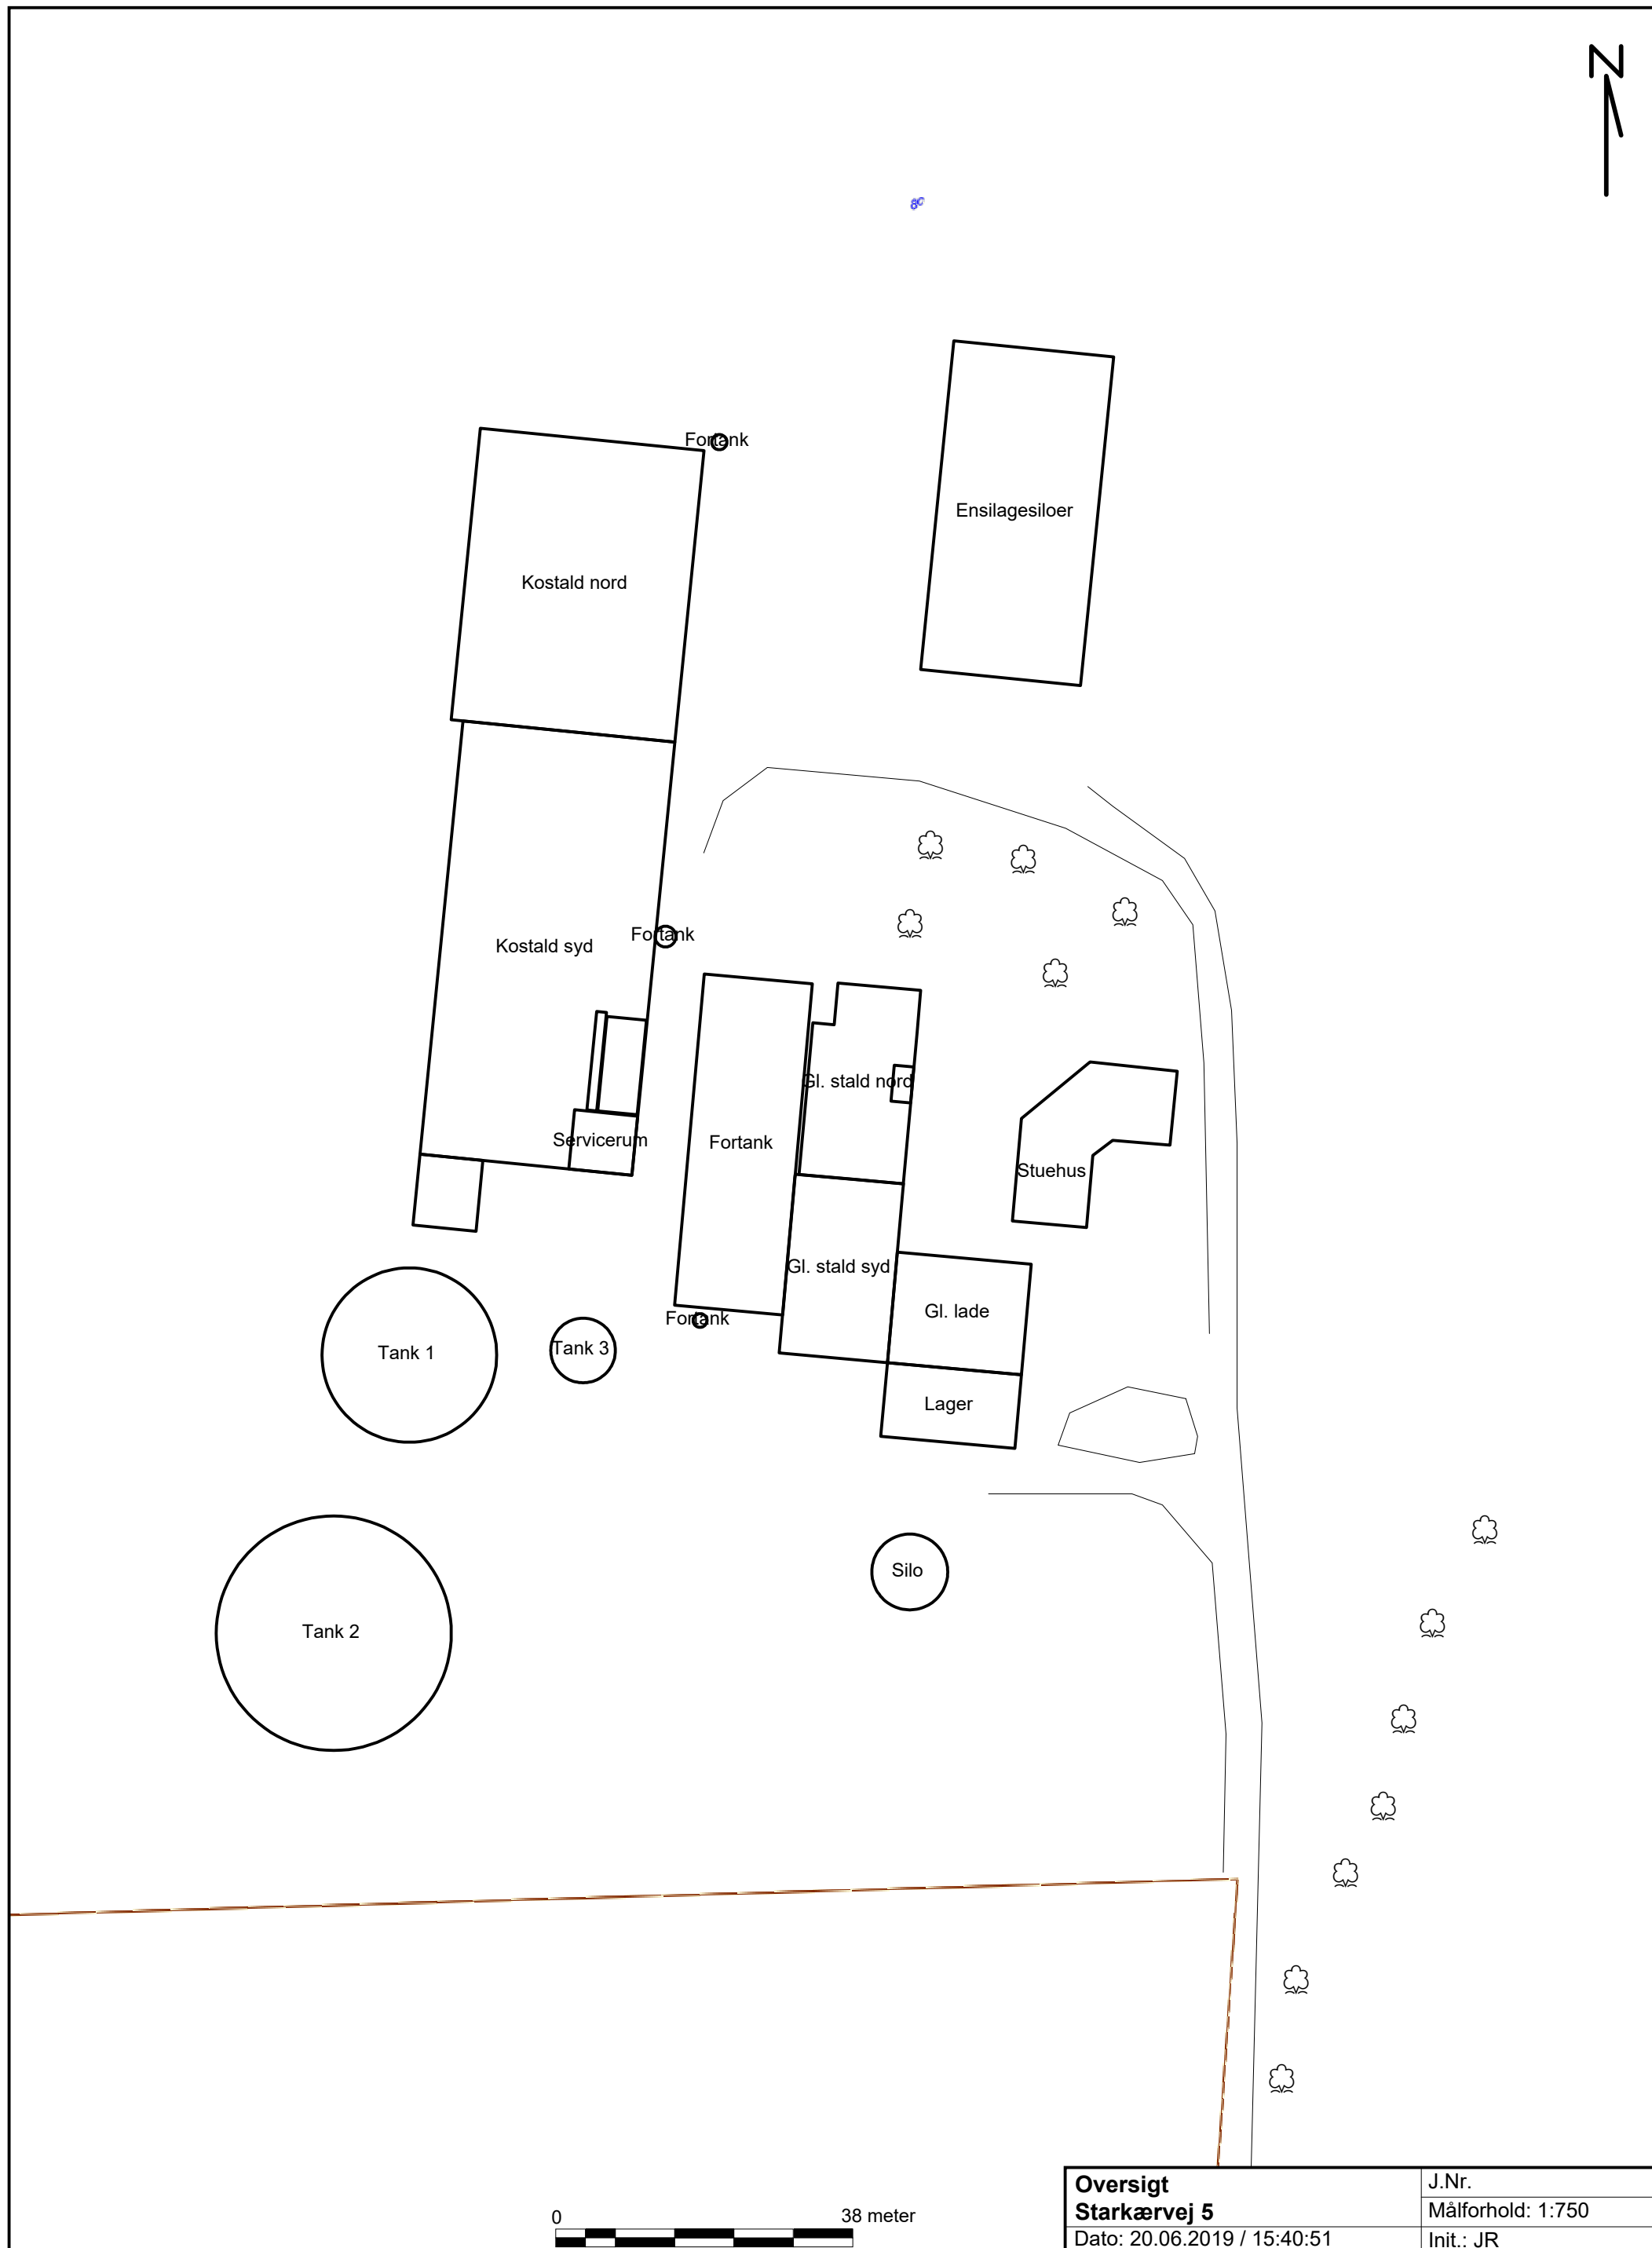 N
80
Fortank
Ensilagesiloer
Kostald nord
Fortank
Kostald syd
Gl. stald nord
Servicerum
Fortank
Stuehus
Gl. stald syd
Gl. lade
Fortank
Tank 3
Tank 1
Lager
Silo
Tank 2
Oversigt
Starkærvej 5
J.Nr.
Målforhold: 1:750
0
38 meter
Dato: 20.06.2019 / 15:40:51
Init.: JR